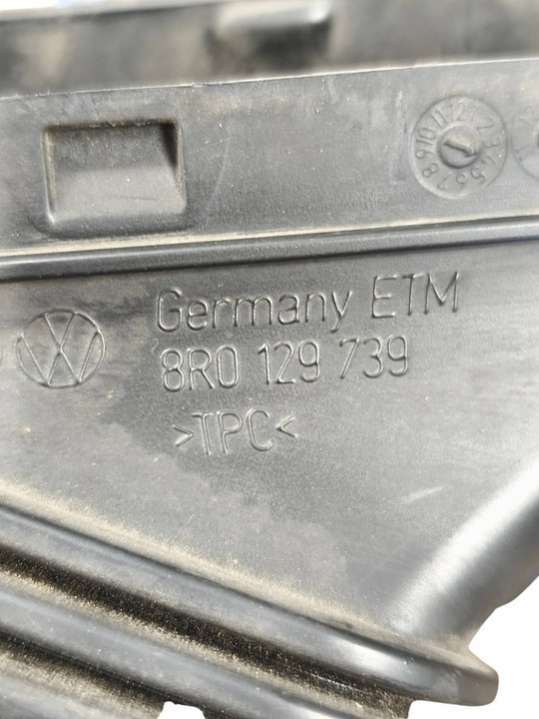 Germany ETM
8R0 129 739
>TPC<